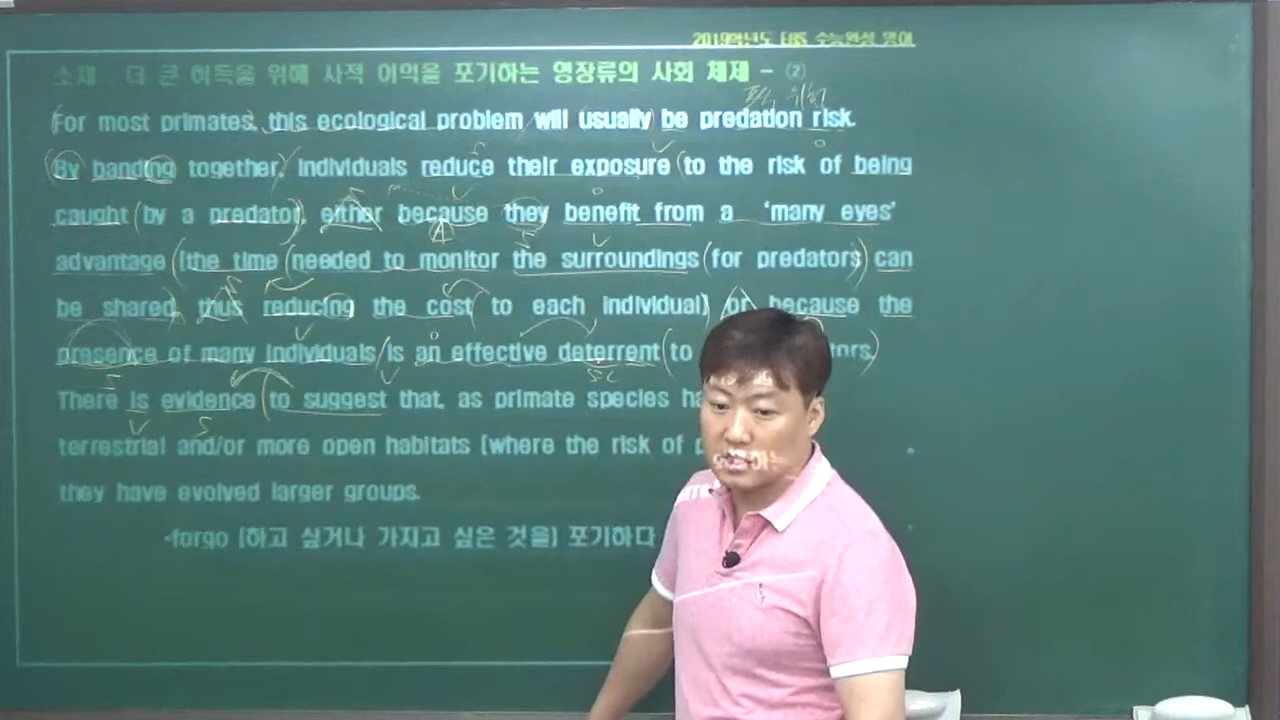 2019학년도 EBS 수능완성 영어
소재 더 큰 이득을 위해 사적 이익을 포기하는 영장류의 사회 체제 - ②
포식 위험
For most primates, this ecological problem will usually be predation risk.
By banding together, individuals reduce their exposure to the risk of being
caught by a predator, either because they benefit from a ‘many eyes’
advantage (the time needed to monitor the surroundings for predators can
be shared, thus reducing the cost to each individual) or because the
presence of many individuals is an effective deterrent to
There is evidence to suggest that, as primate species
terrestrial and/or more open habitats (where the risk of
they have evolved larger groups.
·forgo (하고 싶거나 가지고 싶은 것을) 포기하다